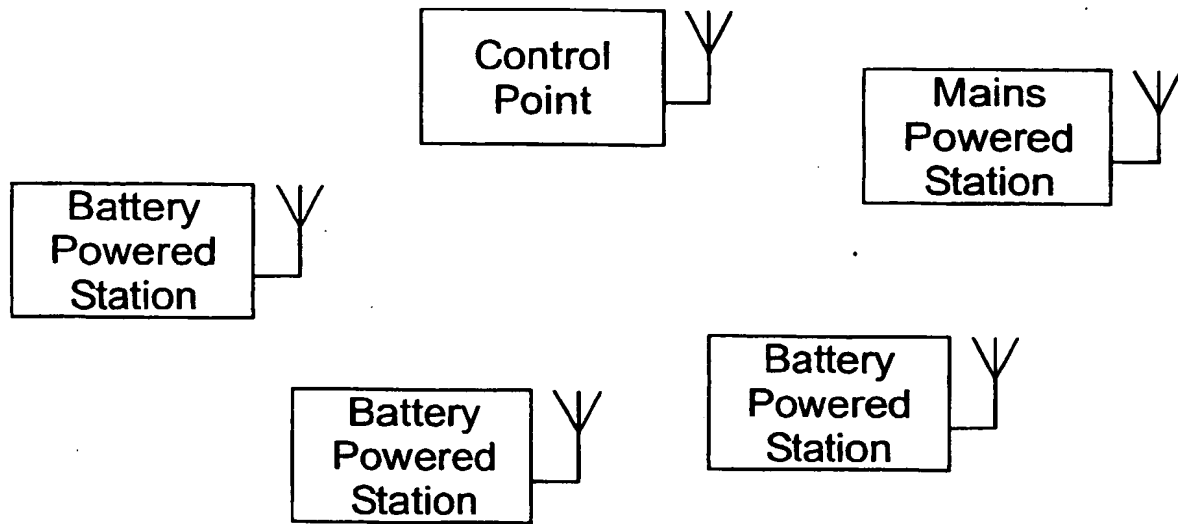 Control
Point
Mains
Powered
Station
Battery
Powered
Station
Battery
Powered
Station
Battery
Powered
Station